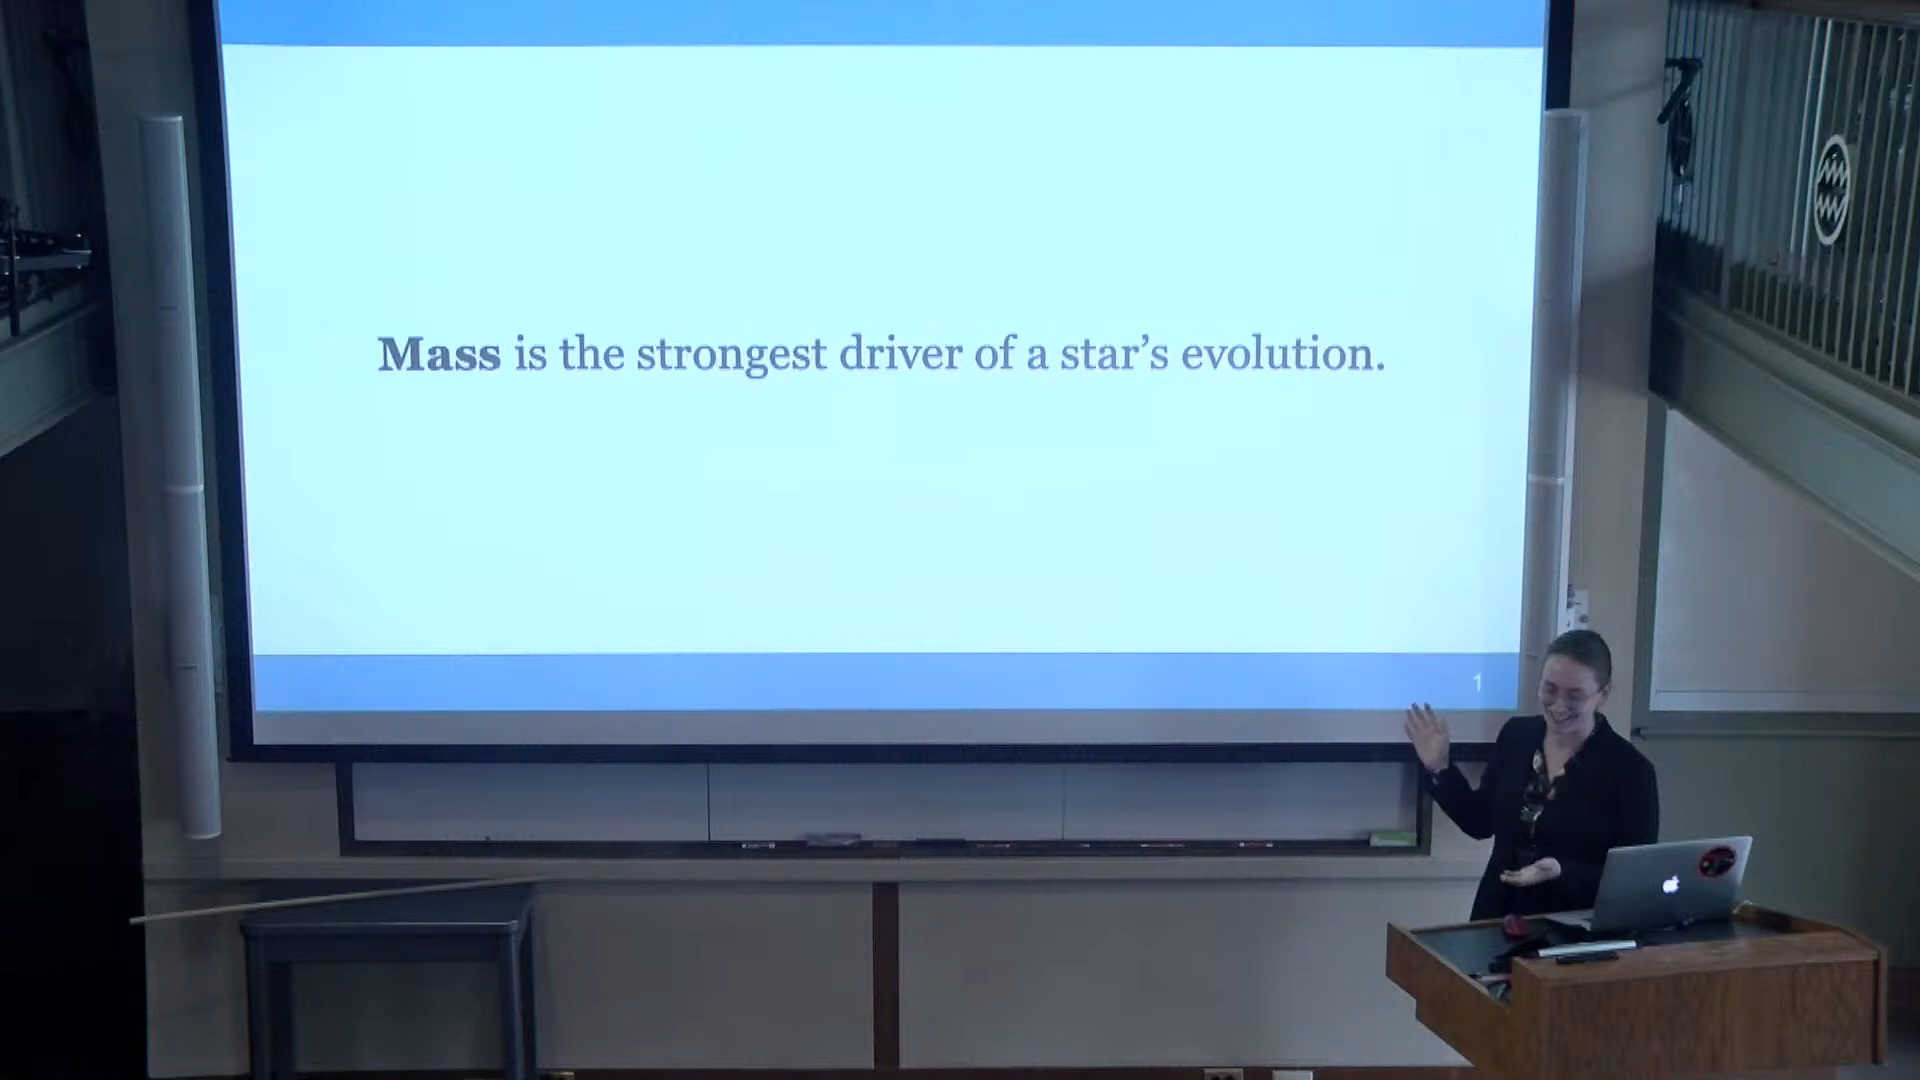 Mass is the strongest driver of a star’s evolution.
1